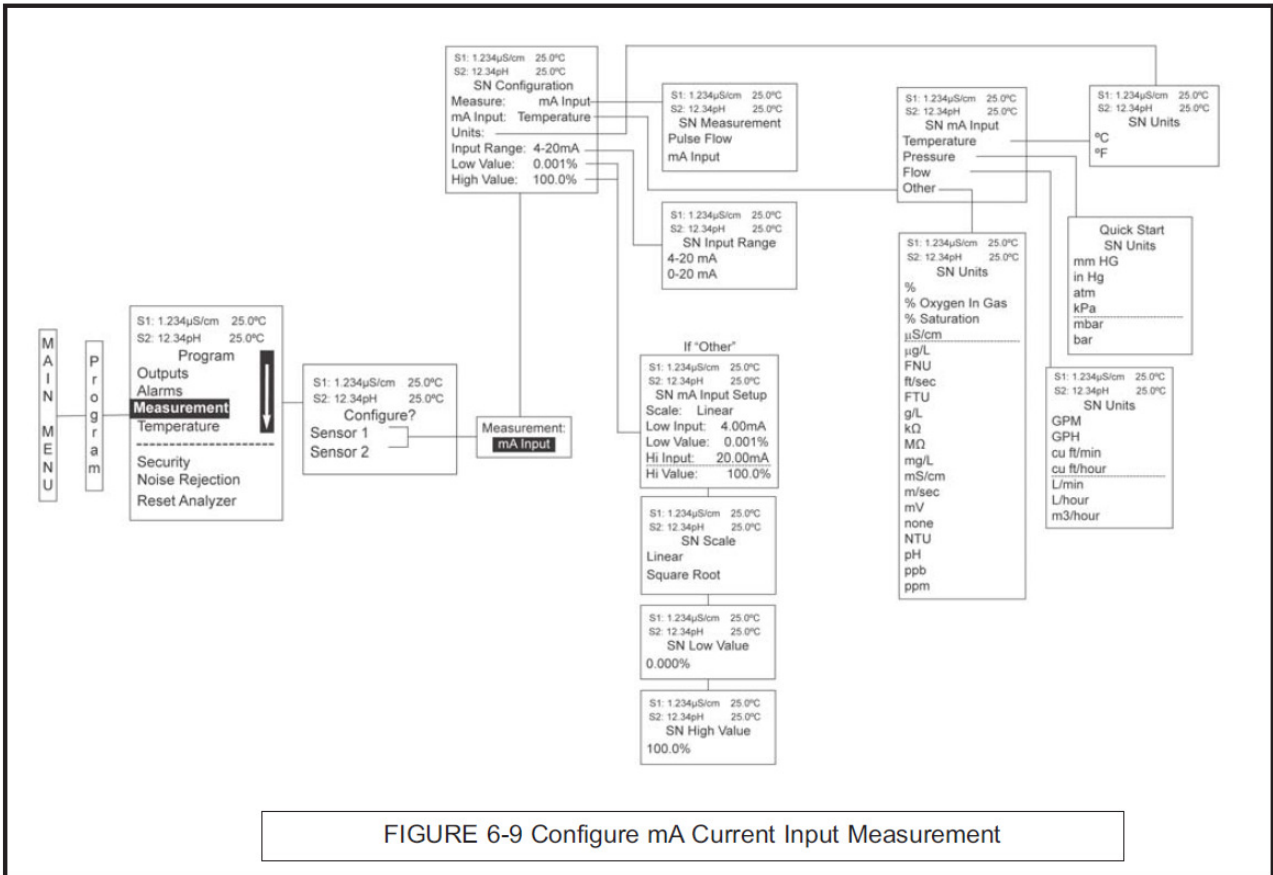 MAIN MENU
Program
S1: 1.234µS/cm 25.0ºC
S2: 12.34pH 25.0ºC
Program
Outputs
Alarms
Measurement
Temperature
Security
Noise Rejection
Reset Analyzer
S1: 1.234µS/cm 25.0ºC
S2: 12.34pH 25.0ºC
Configure?
Sensor 1
Sensor 2
Measurement:
mA Input
S1: 1.234µS/cm 25.0ºC
S2: 12.34pH 25.0ºC
SN Configuration
Measure: mA Input
mA Input: Temperature
Units:
Input Range: 4-20mA
Low Value: 0.001%
High Value: 100.0%
S1: 1.234µS/cm 25.0ºC
S2: 12.34pH 25.0ºC
SN Measurement
Pulse Flow
mA Input
S1: 1.234µS/cm 25.0ºC
S2: 12.34pH 25.0ºC
SN Input Range
4-20 mA
0-20 mA
If "Other"
S1: 1.234µS/cm 25.0ºC
S2: 12.34pH 25.0ºC
SN mA Input Setup
Scale: Linear
Low Input: 4.00mA
Low Value: 0.001%
Hi Input: 20.00mA
Hi Value: 100.0%
S1: 1.234µS/cm 25.0ºC
S2: 12.34pH 25.0ºC
SN Scale
Linear
Square Root
S1: 1.234µS/cm 25.0ºC
S2: 12.34pH 25.0ºC
SN Low Value
0.000%
S1: 1.234µS/cm 25.0ºC
S2: 12.34pH 25.0ºC
SN High Value
100.0%
S1: 1.234µS/cm 25.0ºC
S2: 12.34pH 25.0ºC
SN mA Input
Temperature
Pressure
Flow
Other
S1: 1.234µS/cm 25.0ºC
S2: 12.34pH 25.0ºC
SN Units
ºC
ºF
Quick Start
SN Units
mm HG
in Hg
atm
kPa
mbar
bar
S1: 1.234µS/cm 25.0ºC
S2: 12.34pH 25.0ºC
SN Units
%
% Oxygen In Gas
% Saturation
µS/cm
µg/L
FNU
ft/sec
FTU
g/L
kΩ
MΩ
mg/L
mS/cm
m/sec
mV
none
NTU
pH
ppb
ppm
S1: 1.234µS/cm 25.0ºC
S2: 12.34pH 25.0ºC
SN Units
GPM
GPH
cu ft/min
cu ft/hour
L/min
L/hour
m3/hour
FIGURE 6-9 Configure mA Current Input Measurement